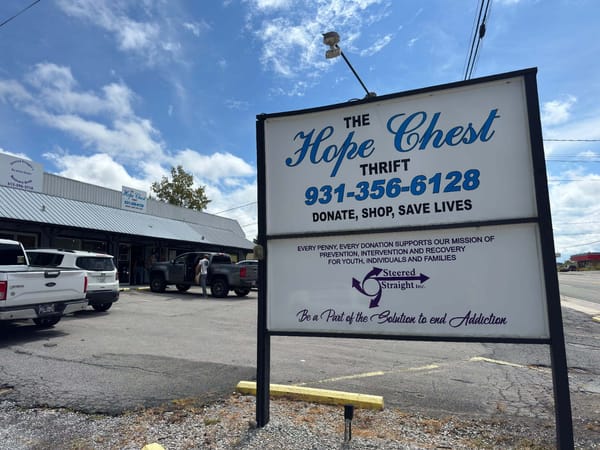 THE
Hope Chest
THRIFT
931-356-6128
DONATE, SHOP, SAVE LIVES
EVERY PENNY, EVERY DONATION SUPPORTS OUR MISSION OF
PREVENTION, INTERVENTION AND RECOVERY
FOR YOUTH, INDIVIDUALS AND FAMILIES
Steered
Straight Inc.
Be a Part of the Solution to end Addiction
Hope Chest